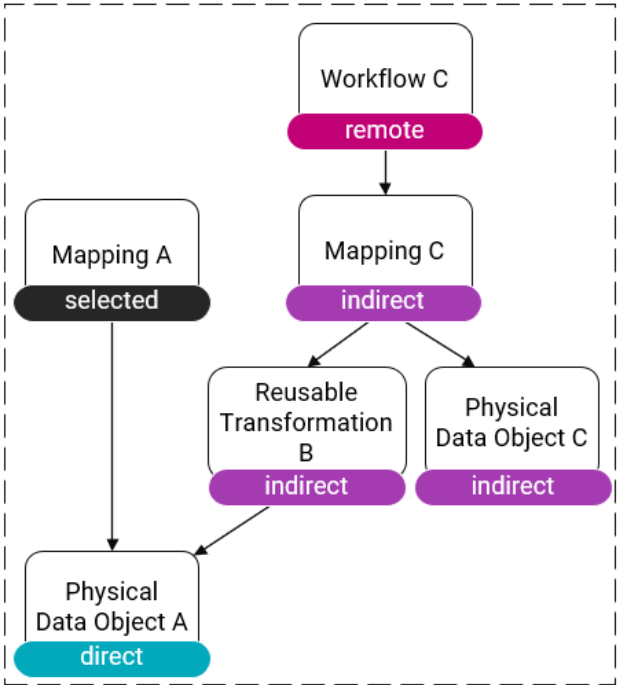 Workflow C
remote
Mapping A
selected
Mapping C
indirect
Reusable
Transformation
B
indirect
Physical
Data Object C
indirect
Physical
Data Object A
direct